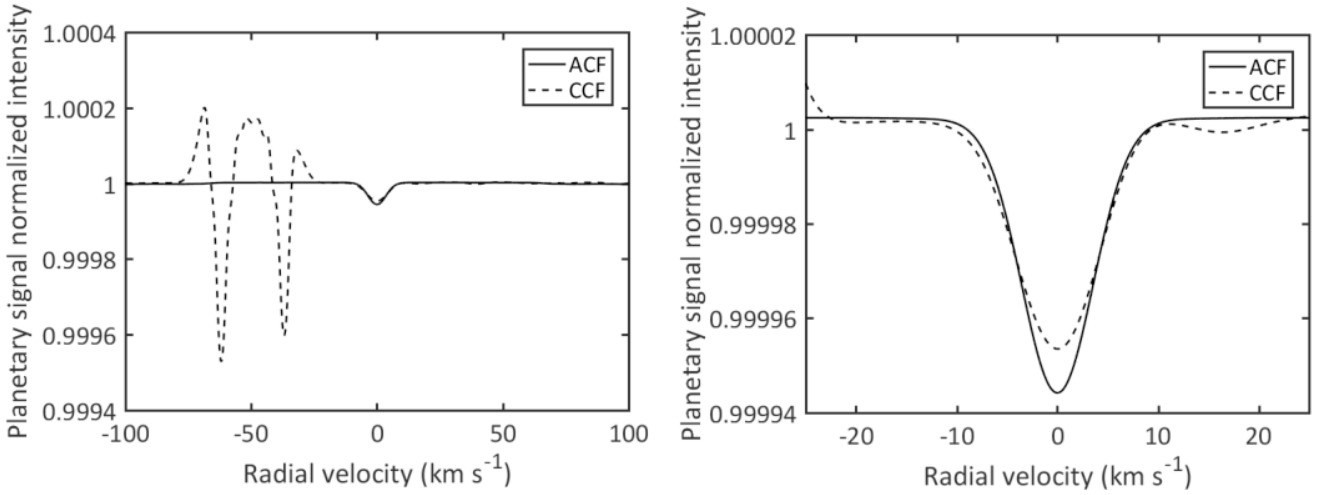 Planetary signal normalized intensity
1.0004
1.0002
1
0.9998
0.9996
0.9994
-100
-50
0
50
100
Radial velocity (km s-1)
ACF
CCF
Planetary signal normalized intensity
1.00002
1
0.99998
0.99996
0.99994
-20
-10
0
10
20
Radial velocity (km s-1)
ACF
CCF